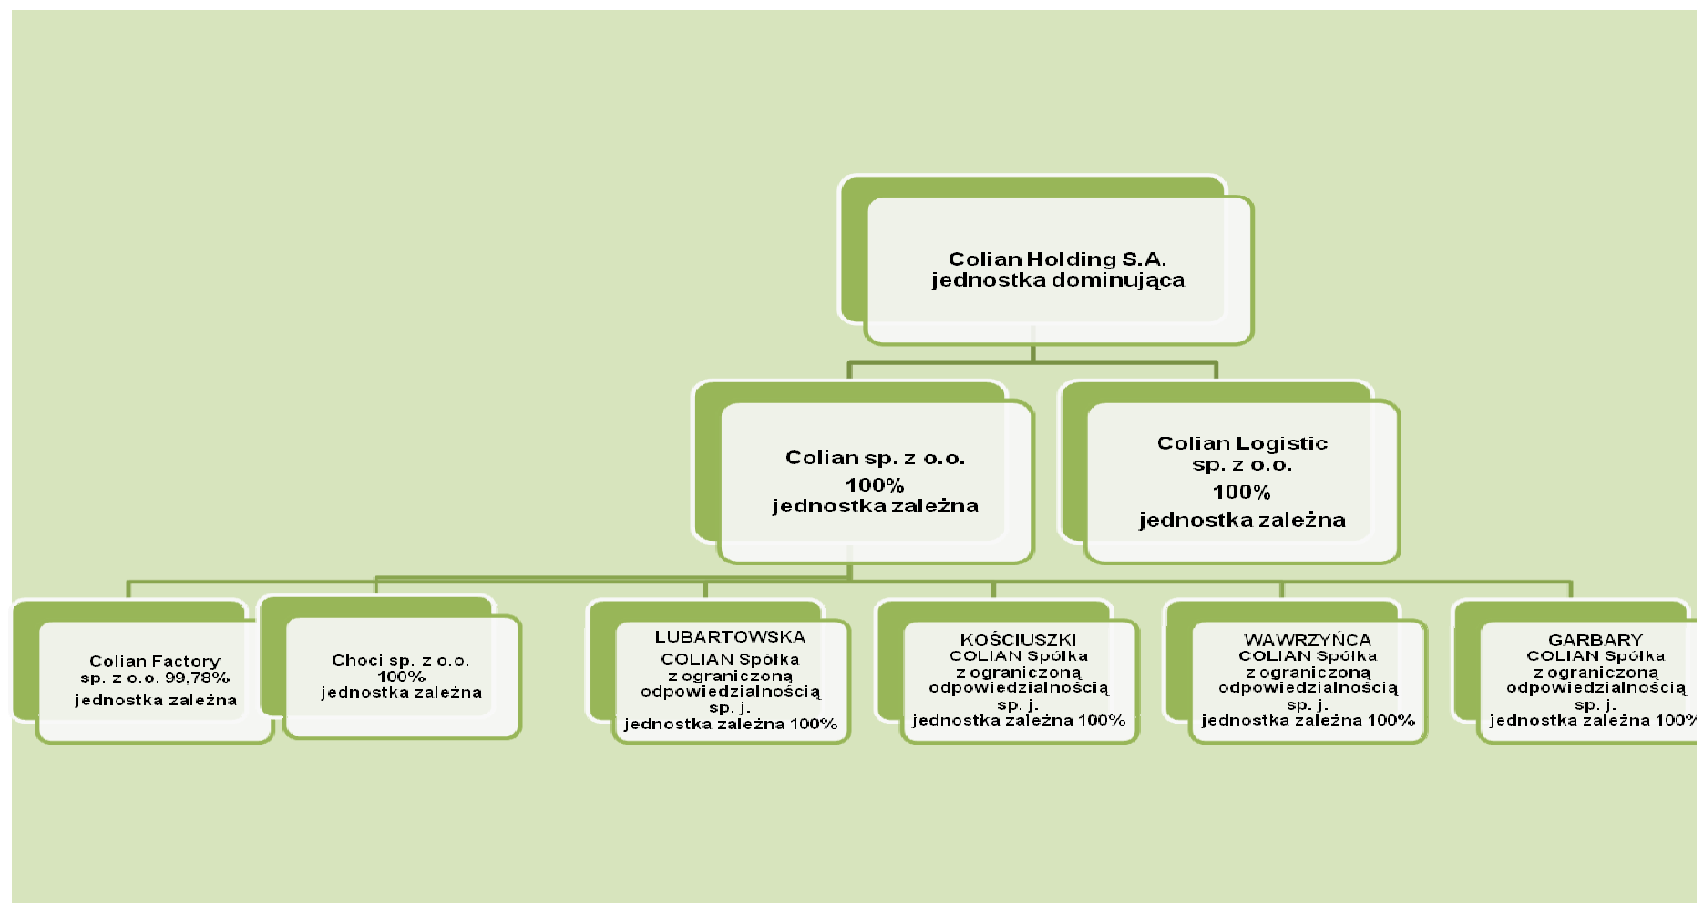 Colian Holding S.A.
jednostka dominująca
Colian sp. z o.o.
100%
jednostka zależna
Colian Logistic
sp. z o.o.
100%
jednostka zależna
Colian Factory
sp. z o.o. 99,78%
jednostka zależna
Choci sp. z o.o.
100%
jednostka zależna
LUBARTOWSKA
COLIAN Spółka
z ograniczoną
odpowiedzialnością
sp. j.
jednostka zależna 100%
KOŚCIUSZKI
COLIAN Spółka
z ograniczoną
odpowiedzialnością
sp. j.
jednostka zależna 100%
WAWRZYŃCA
COLIAN Spółka
z ograniczoną
odpowiedzialnością
sp. j.
jednostka zależna 100%
GARBARY
COLIAN Spółka
z ograniczoną
odpowiedzialnością
sp. j.
jednostka zależna 100%